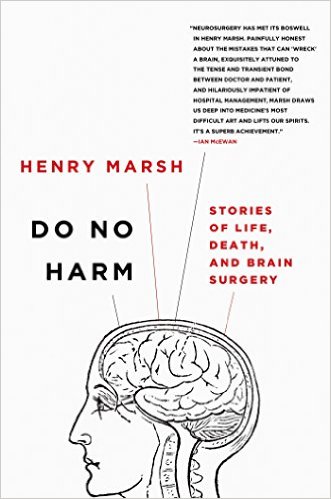 "NEUROSURGERY HAS MET ITS BOSWELL
IN HENRY MARSH. PAINFULLY HONEST
ABOUT THE MISTAKES THAT CAN 'WRECK'
A BRAIN, EXQUISITELY ATTUNED TO
THE TENSE AND TRANSIENT BOND
BETWEEN DOCTOR AND PATIENT,
AND HILARIOUSLY IMPATIENT OF
HOSPITAL MANAGEMENT, MARSH DRAWS
US DEEP INTO MEDICINE'S MOST
DIFFICULT ART AND LIFTS OUR SPIRITS.
IT'S A SUPERB ACHIEVEMENT."
—IAN McEWAN
HENRY MARSH
DO NO
HARM
STORIES
OF LIFE,
DEATH,
AND BRAIN
SURGERY